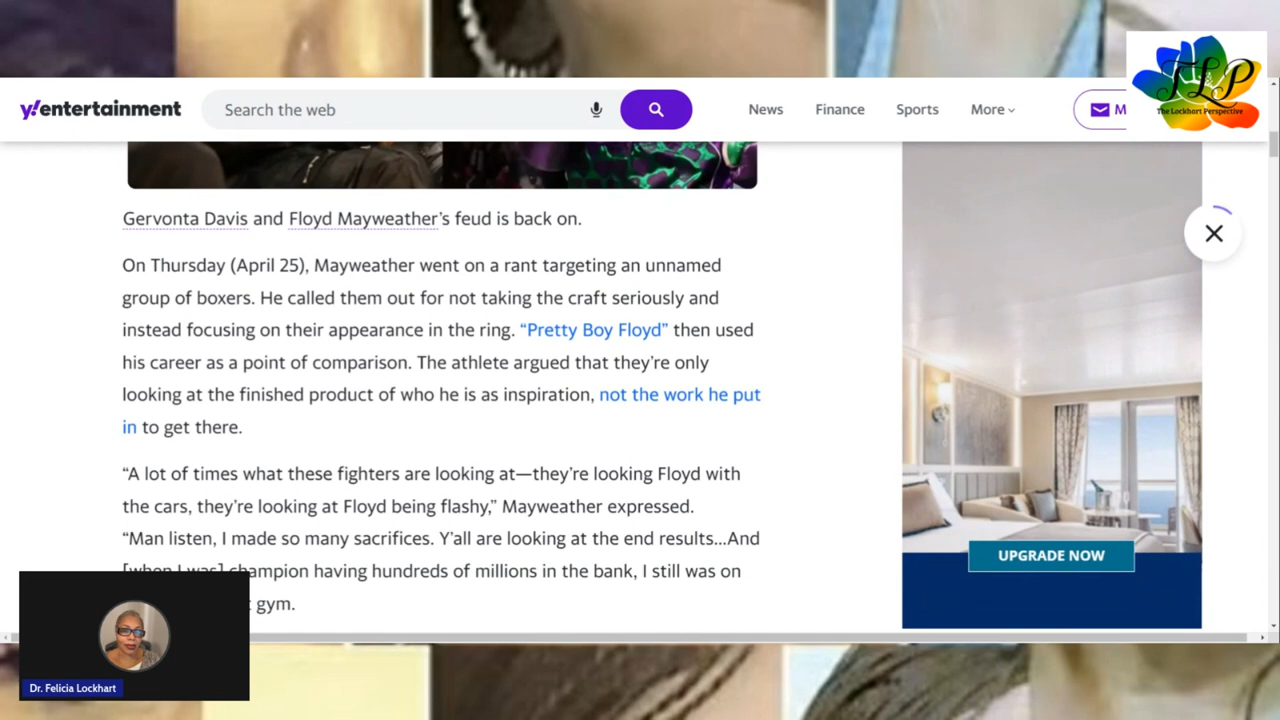 y!entertainment
Search the web
News
Finance
Sports
More
M
TLP
The Lockhart Perspective
Gervonta Davis and Floyd Mayweather's feud is back on.
On Thursday (April 25), Mayweather went on a rant targeting an unnamed
group of boxers. He called them out for not taking the craft seriously and
instead focusing on their appearance in the ring. “Pretty Boy Floyd” then used
his career as a point of comparison. The athlete argued that they’re only
looking at the finished product of who he is as inspiration, not the work he put
in to get there.
“A lot of times what these fighters are looking at—they’re looking Floyd with
the cars, they’re looking at Floyd being flashy,” Mayweather expressed.
“Man listen, I made so many sacrifices. Y’all are looking at the end results...And
[when I was] champion having hundreds of millions in the bank, I still was on
gym.
UPGRADE NOW
Dr. Felicia Lockhart